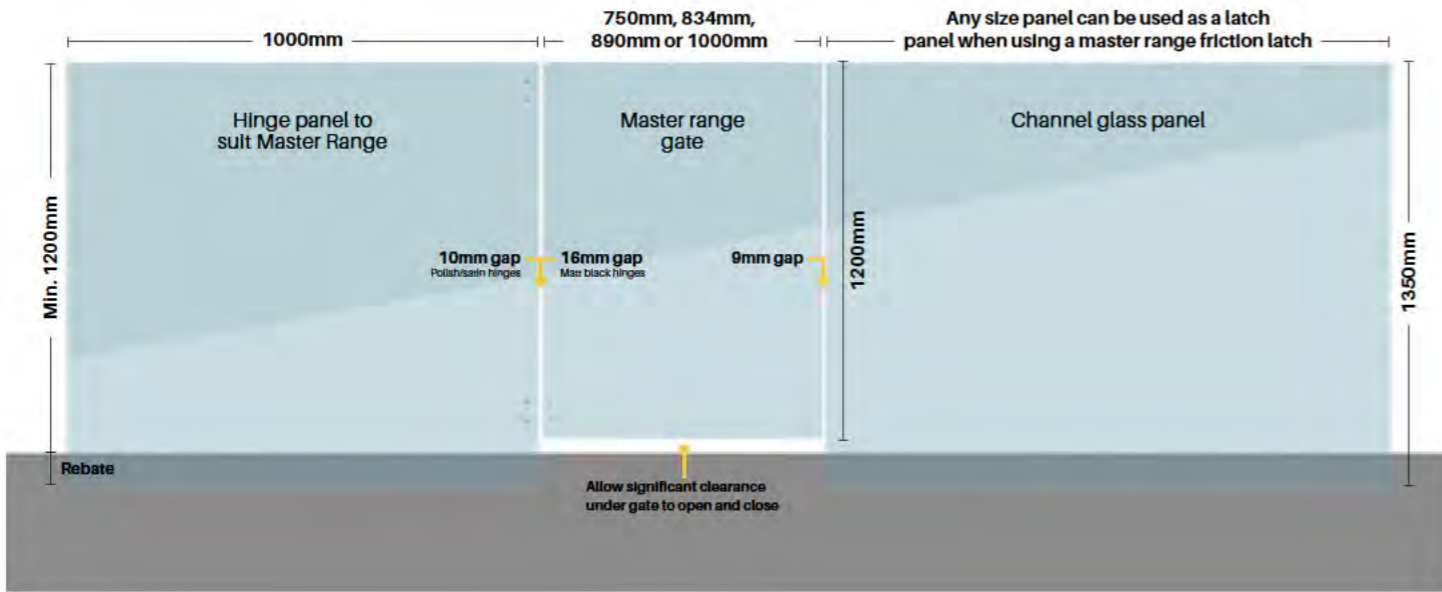 1000mm
750mm, 834mm,
890mm or 1000mm
Any size panel can be used as a latch
panel when using a master range friction latch
Hinge panel to
suit Master Range
Master range
gate
Channel glass panel
Min. 1200mm
10mm gap
Polish/satin hinges
16mm gap
Matt black hinges
9mm gap
1200mm
1350mm
Rebate
Allow significant clearance
under gate to open and close